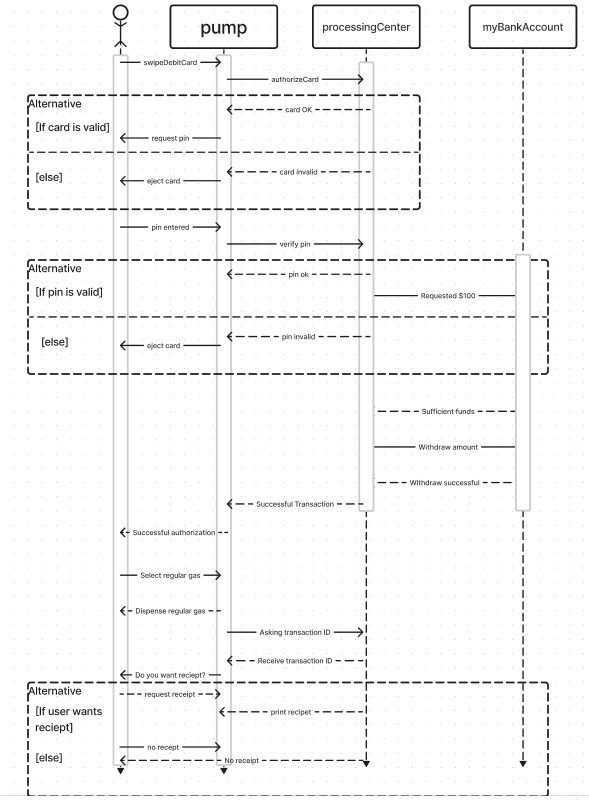 pump
processingCenter
myBankAccount
swipeDebitCard
authorizeCard
Alternative
card OK
[If card is valid]
request pin
card invalid
[else]
eject card
pin entered
verify pin
Alternative
pin ok
[If pin is valid]
Requested $100
pin invalid
[else]
eject card
Sufficient funds
Withdraw amount
Withdraw successful
Successful Transaction
Successful authorization
Select regular gas
Dispense regular gas
Asking transaction ID
Receive transaction ID
Do you want reciept?
Alternative
request receipt
[If user wants
reciept]
print recipet
no recept
[else]
No receipt